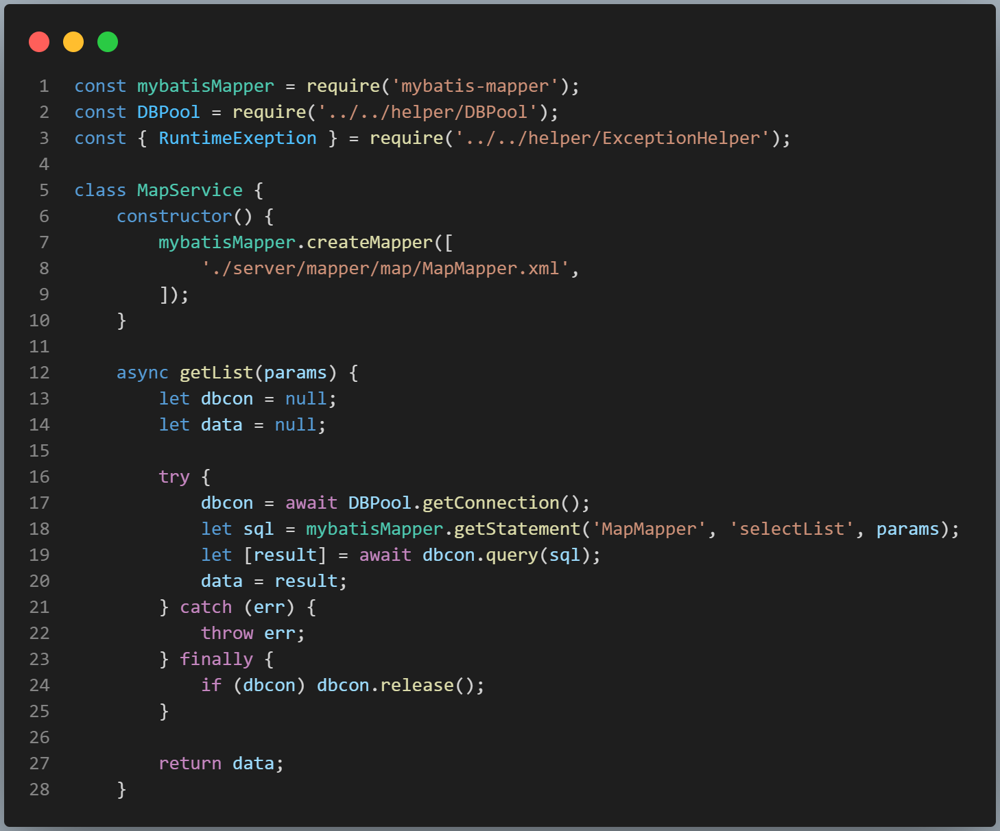 1 const mybatisMapper = require('mybatis-mapper');
2 const DBPool = require('../../helper/DBPool');
3 const { RuntimeExeption } = require('../../helper/ExceptionHelper');
4
5 class MapService {
6     constructor() {
7         mybatisMapper.createMapper([
8             './server/mapper/map/MapMapper.xml',
9         ]);
10     }
11
12     async getList(params) {
13         let dbcon = null;
14         let data = null;
15
16         try {
17             dbcon = await DBPool.getConnection();
18             let sql = mybatisMapper.getStatement('MapMapper', 'selectList', params);
19             let [result] = await dbcon.query(sql);
20             data = result;
21         } catch (err) {
22             throw err;
23         } finally {
24             if (dbcon) dbcon.release();
25         }
26
27         return data;
28     }